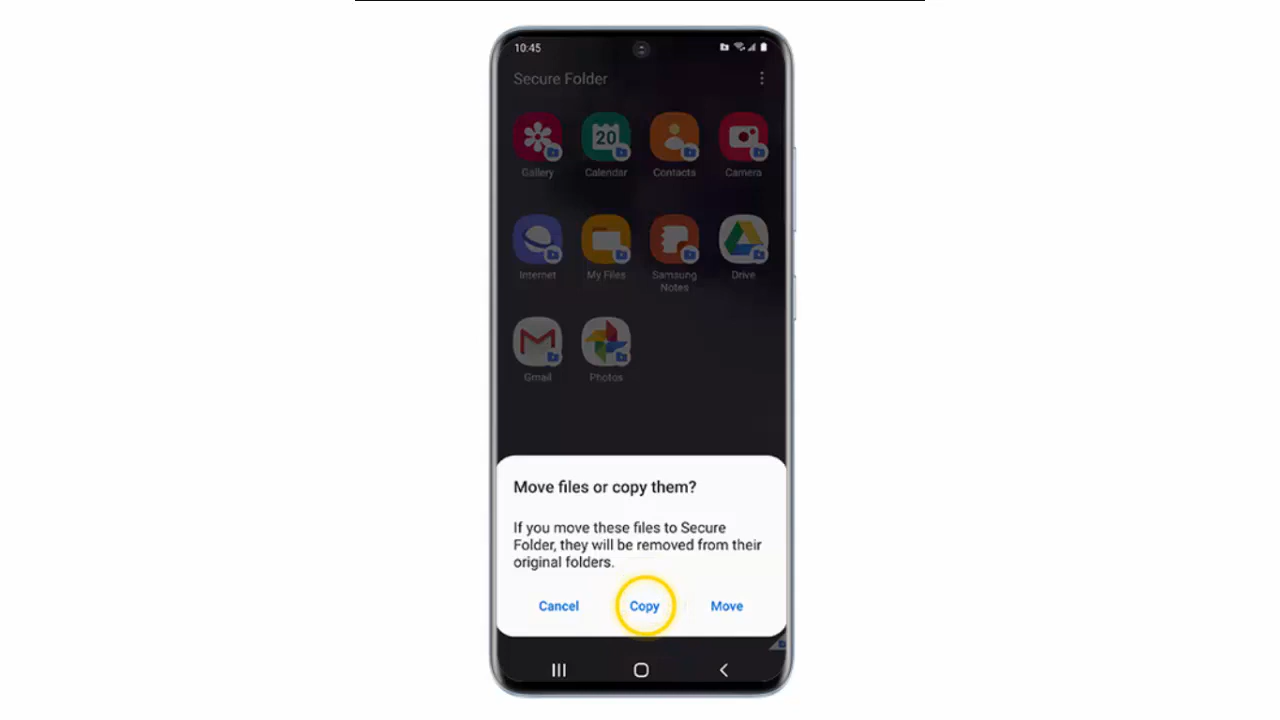 10:45
Secure Folder
20
Gallery
Calendar
Contacts
Camera
Internet
My Files
Samsung
Notes
Drive
Gmail
Photos
Move files or copy them?
If you move these files to Secure
Folder, they will be removed from their
original folders.
Cancel
Copy
Move